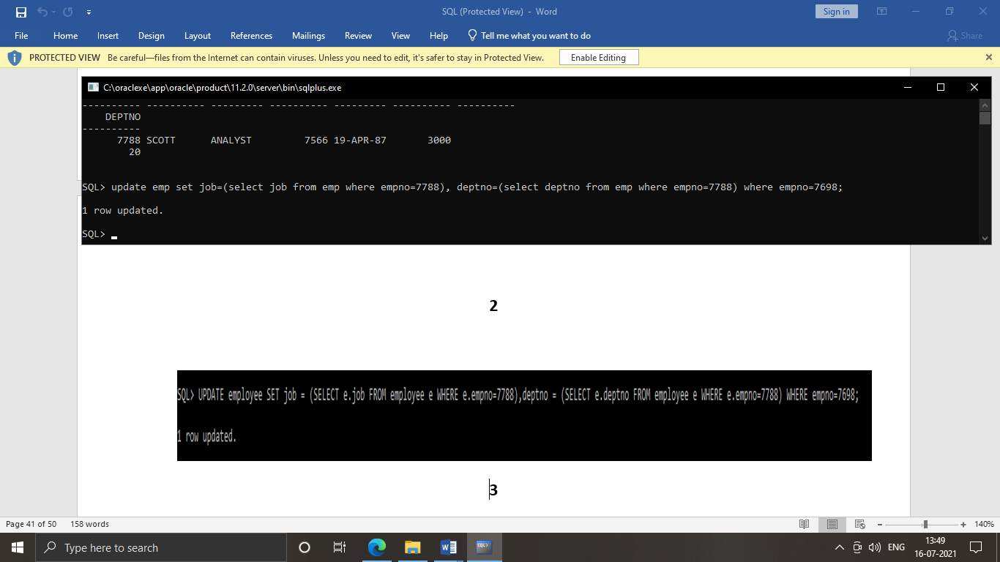 SQL (Protected View) - Word
Sign in
File Home Insert Design Layout References Mailings Review View Help Tell me what you want to do Share
PROTECTED VIEW Be careful—files from the Internet can contain viruses. Unless you need to edit, it's safer to stay in Protected View. Enable Editing
C:\oraclexe\app\oracle\product\11.2.0\server\bin\sqlplus.exe
---------- ---------- --------- ---------- --------- ---------- ----------
DEPTNO
----------
7788 SCOTT ANALYST 7566 19-APR-87 3000
20
SQL> update emp set job=(select job from emp where empno=7788), deptno=(select deptno from emp where empno=7788) where empno=7698;
1 row updated.
SQL> _
2
SQL> UPDATE employee SET job = (SELECT e.job FROM employee e WHERE e.empno=7788),deptno = (SELECT e.deptno FROM employee e WHERE e.empno=7788) WHERE empno=7698;
1 row updated.
3
Page 41 of 50 158 words
140%
Type here to search
ENG
13:49
16-07-2021